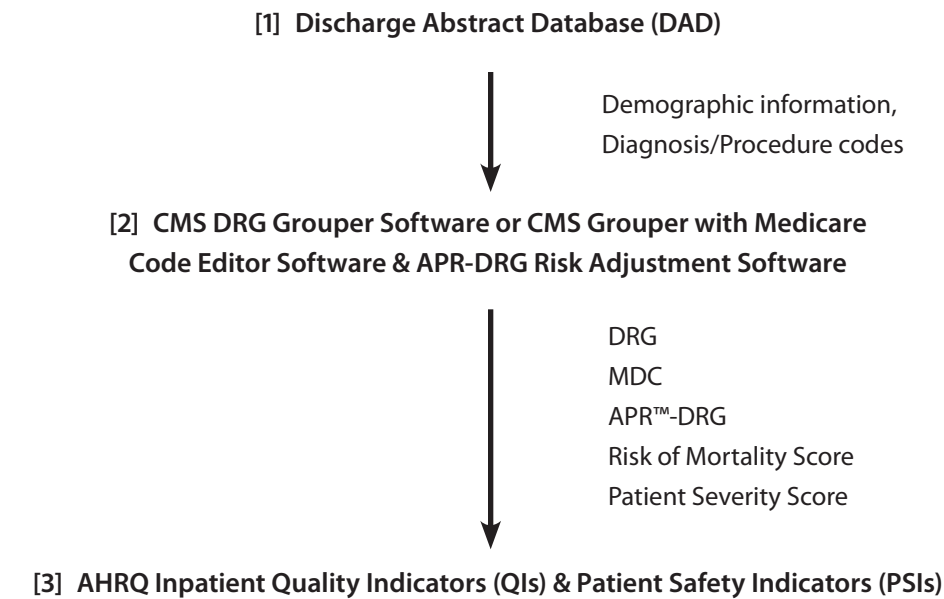 [1] Discharge Abstract Database (DAD)
Demographic information,
Diagnosis/Procedure codes
[2] CMS DRG Grouper Software or CMS Grouper with Medicare
Code Editor Software & APR-DRG Risk Adjustment Software
DRG
MDC
APR™-DRG
Risk of Mortality Score
Patient Severity Score
[3] AHRQ Inpatient Quality Indicators (QIs) & Patient Safety Indicators (PSIs)